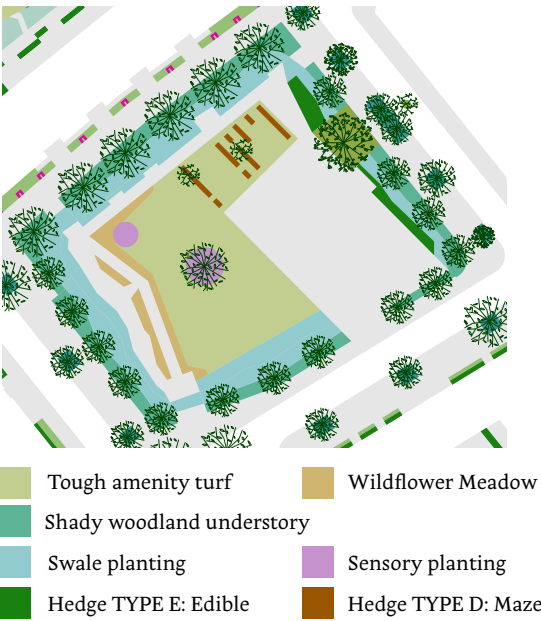 Tough amenity turf
Wildflower Meadow
Shady woodland understory
Swale planting
Sensory planting
Hedge TYPE E: Edible
Hedge TYPE D: Maze